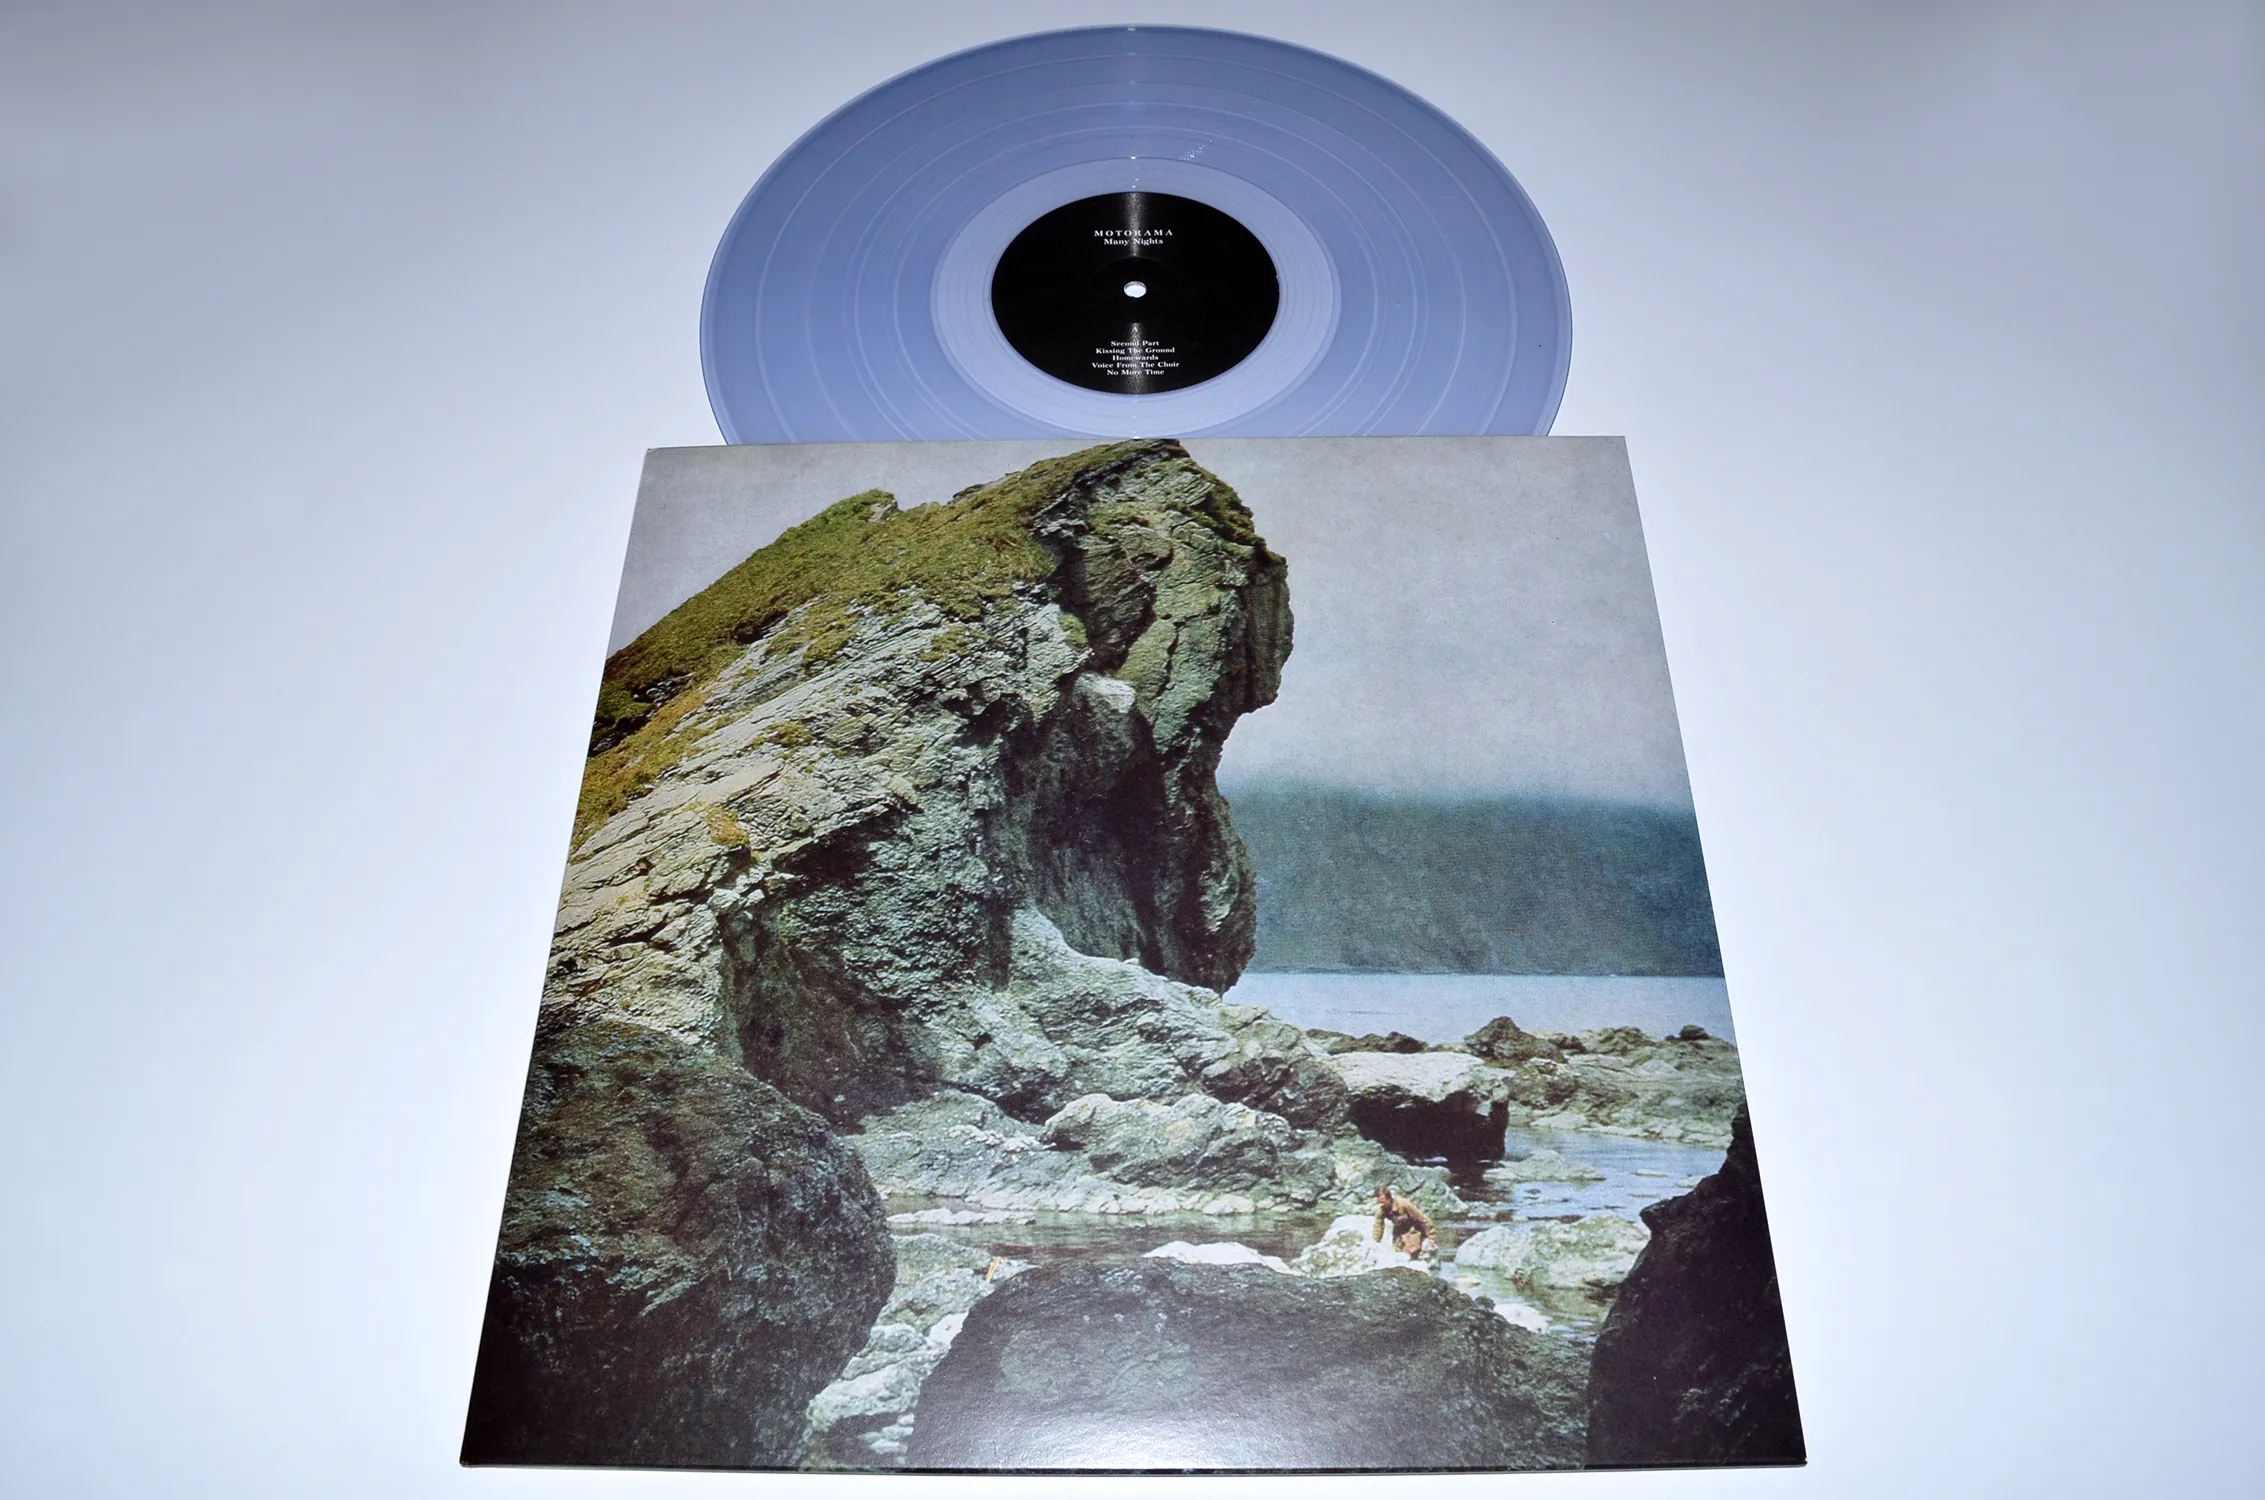 MOTORAMA
Many Nights
A
Second Part
Kissing The Ground
Homewards
Voice From The Choir
No More Time